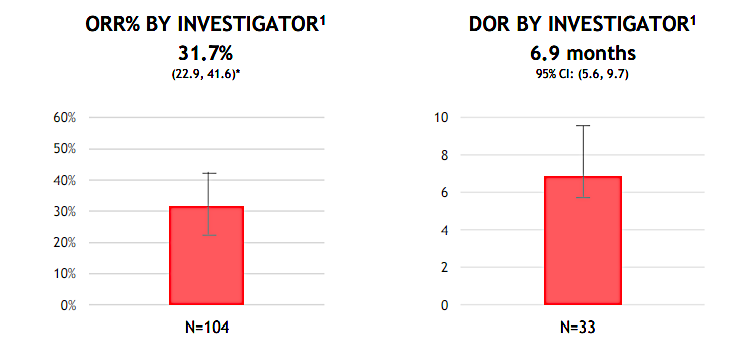 ORR% BY INVESTIGATOR¹
31.7%
(22.9, 41.6)*
60%
50%
40%
30%
20%
10%
0%
N=104
DOR BY INVESTIGATOR¹
6.9 months
95% CI: (5.6, 9.7)
10
8
6
4
2
0
N=33